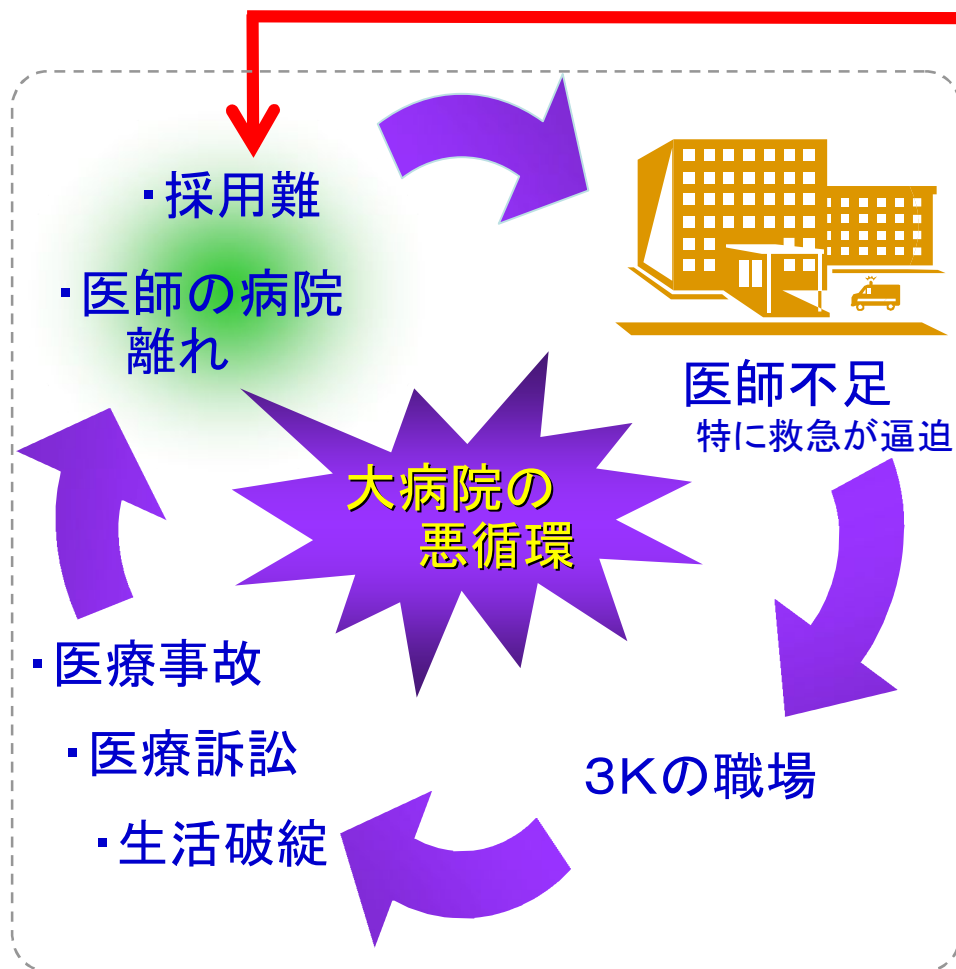 ・採用難
・医師の病院
離れ
医師不足
特に救急が逼迫
大病院の
悪循環
・医療事故
・医療訴訟
・生活破綻
3Kの職場